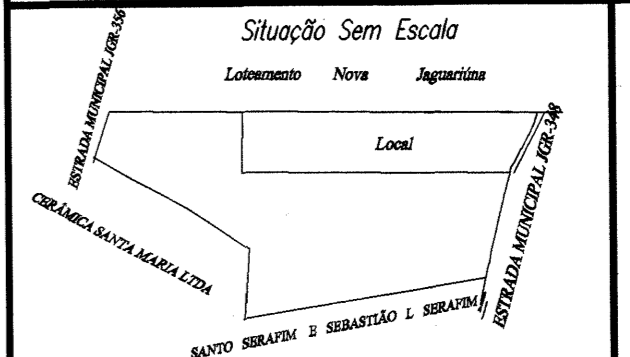 Situação Sem Escala
Loteamento Nova Jaguariúna
ESTRADA MUNICIPAL JGR-356
Local
ESTRADA MUNICIPAL JGR-348
CERÂMICA SANTA MARIA LTDA
SANTO SERAFIM E SEBASTIÃO L SERAFIM